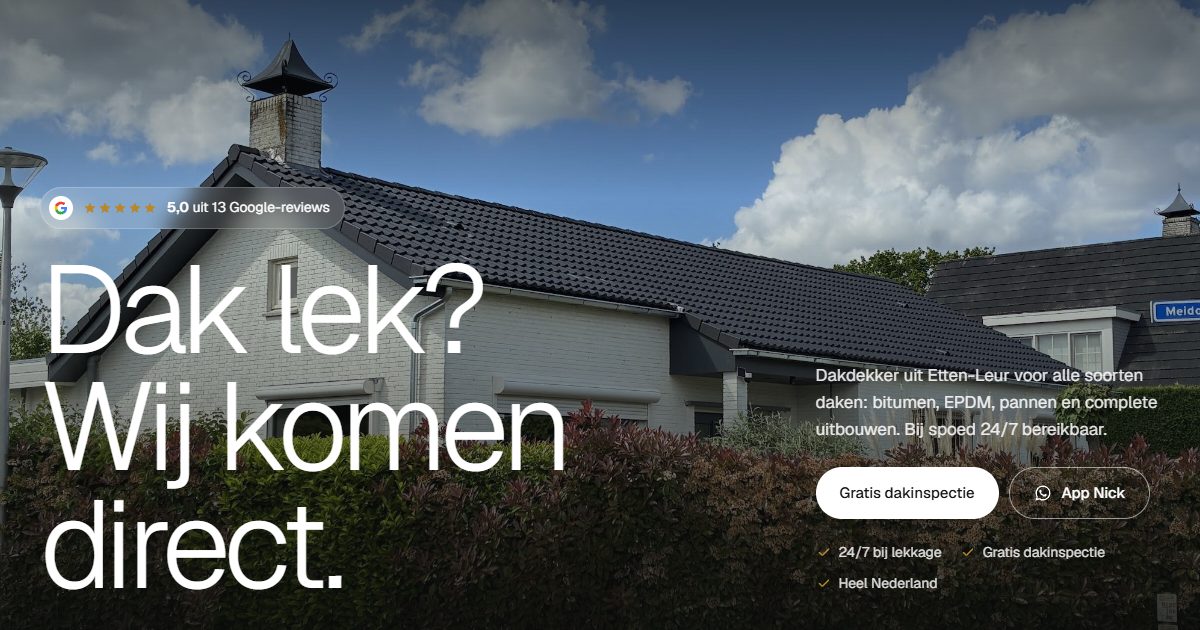 5,0 uit 13 Google-reviews
Dak lek?
Wij komen
direct.
Dakdekker uit Etten-Leur voor alle soorten
daken: bitumen, EPDM, pannen en complete
uitbouwen. Bij spoed 24/7 bereikbaar.
Gratis dakinspectie
App Nick
24/7 bij lekkage
Gratis dakinspectie
Heel Nederland